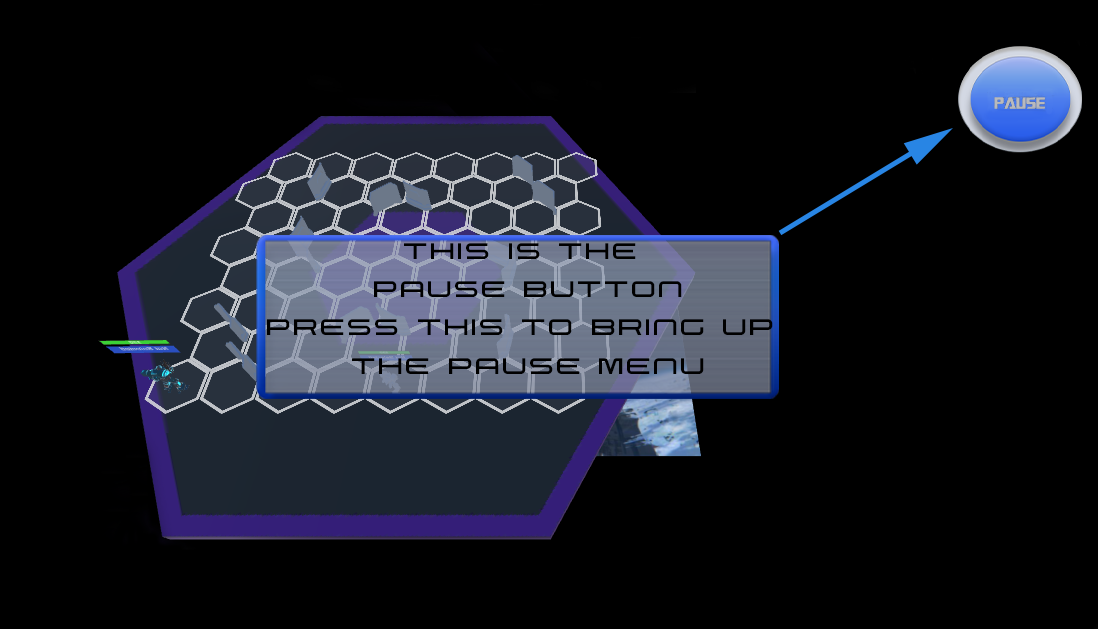 PAUSE
THIS IS THE
PAUSE BUTTON
PRESS THIS TO BRING UP
THE PAUSE MENU